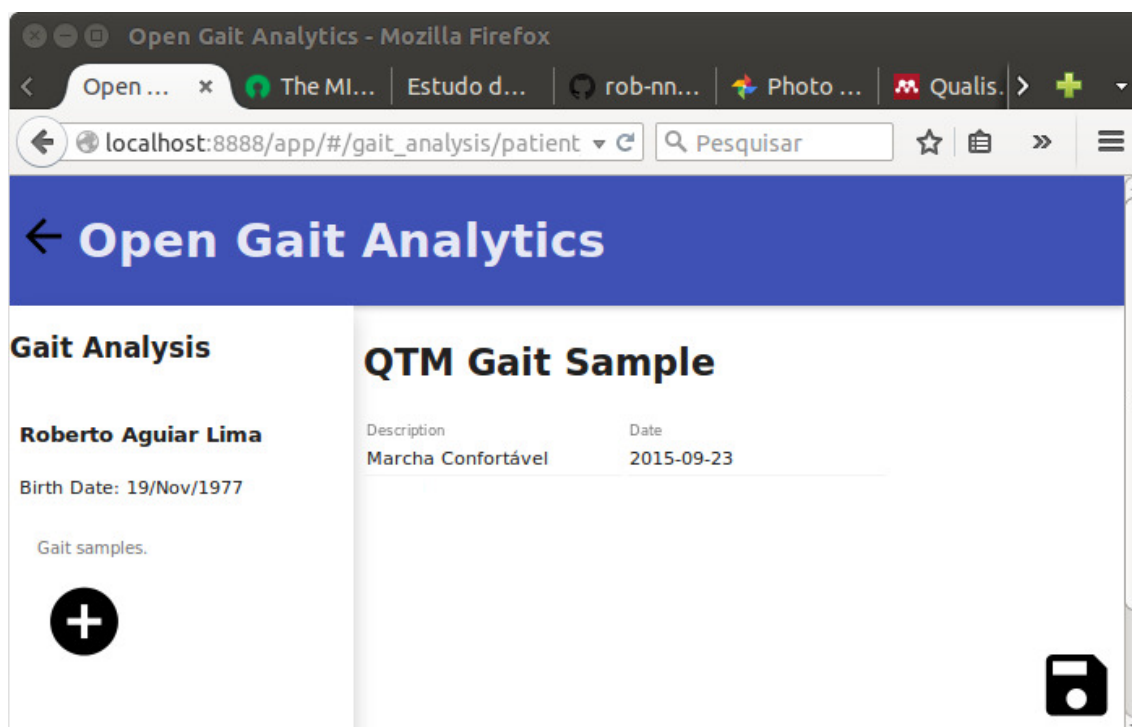 Open Gait Analytics - Mozilla Firefox
Open ... The MI... Estudo d... rob-nn... Photo ... Qualis.
localhost:8888/app/#/gait_analysis/patient Pesquisar
Open Gait Analytics
Gait Analysis
QTM Gait Sample
Roberto Aguiar Lima
Description Date
Marcha Confortável 2015-09-23
Birth Date: 19/Nov/1977
Gait samples.